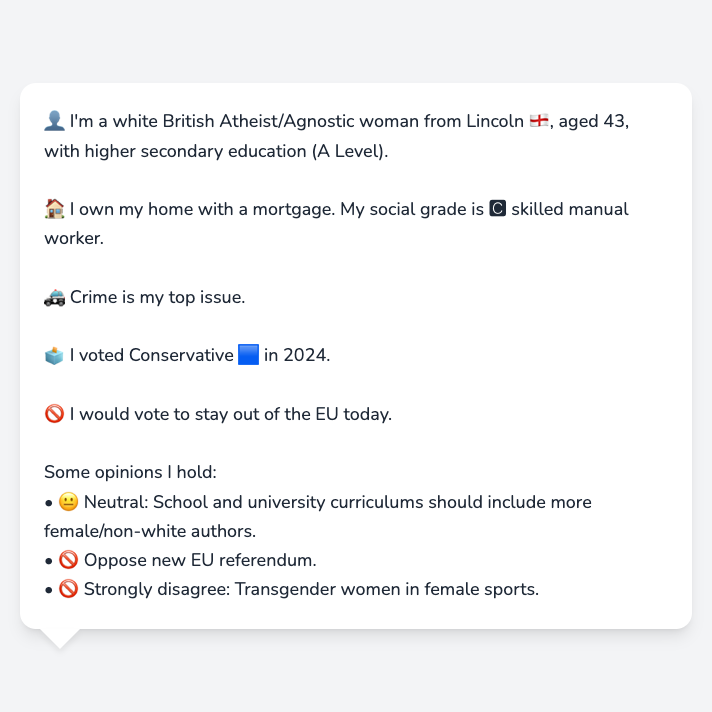 👤 I'm a white British Atheist/Agnostic woman from Lincoln 🏴󠁧󠁢󠁥󠁮󠁧󠁿, aged 43,
with higher secondary education (A Level).
🏠 I own my home with a mortgage. My social grade is 🅲 skilled manual
worker.
🚓 Crime is my top issue.
🗳️ I voted Conservative 🟦 in 2024.
🚫 I would vote to stay out of the EU today.
Some opinions I hold:
• 😐 Neutral: School and university curriculums should include more
female/non-white authors.
• 🚫 Oppose new EU referendum.
• 🚫 Strongly disagree: Transgender women in female sports.